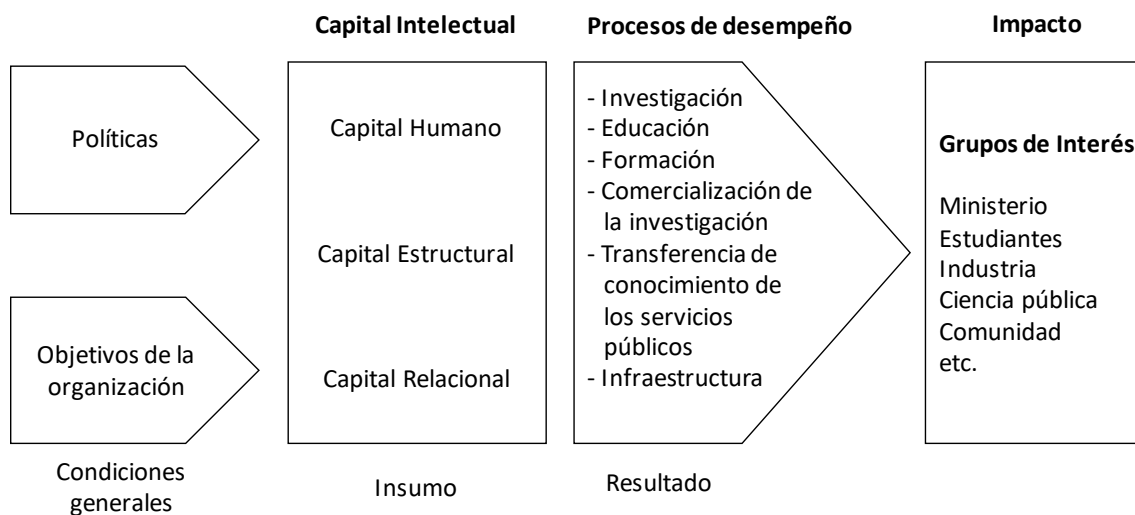 Capital Intelectual
Procesos de desempeño
Impacto
Políticas
Objetivos de la
organización
Condiciones
generales
Capital Humano
Capital Estructural
Capital Relacional
Insumo
- Investigación
- Educación
- Formación
- Comercialización de
la investigación
- Transferencia de
conocimiento de
los servicios
públicos
- Infraestructura
Resultado
Grupos de Interés
Ministerio
Estudiantes
Industria
Ciencia pública
Comunidad
etc.